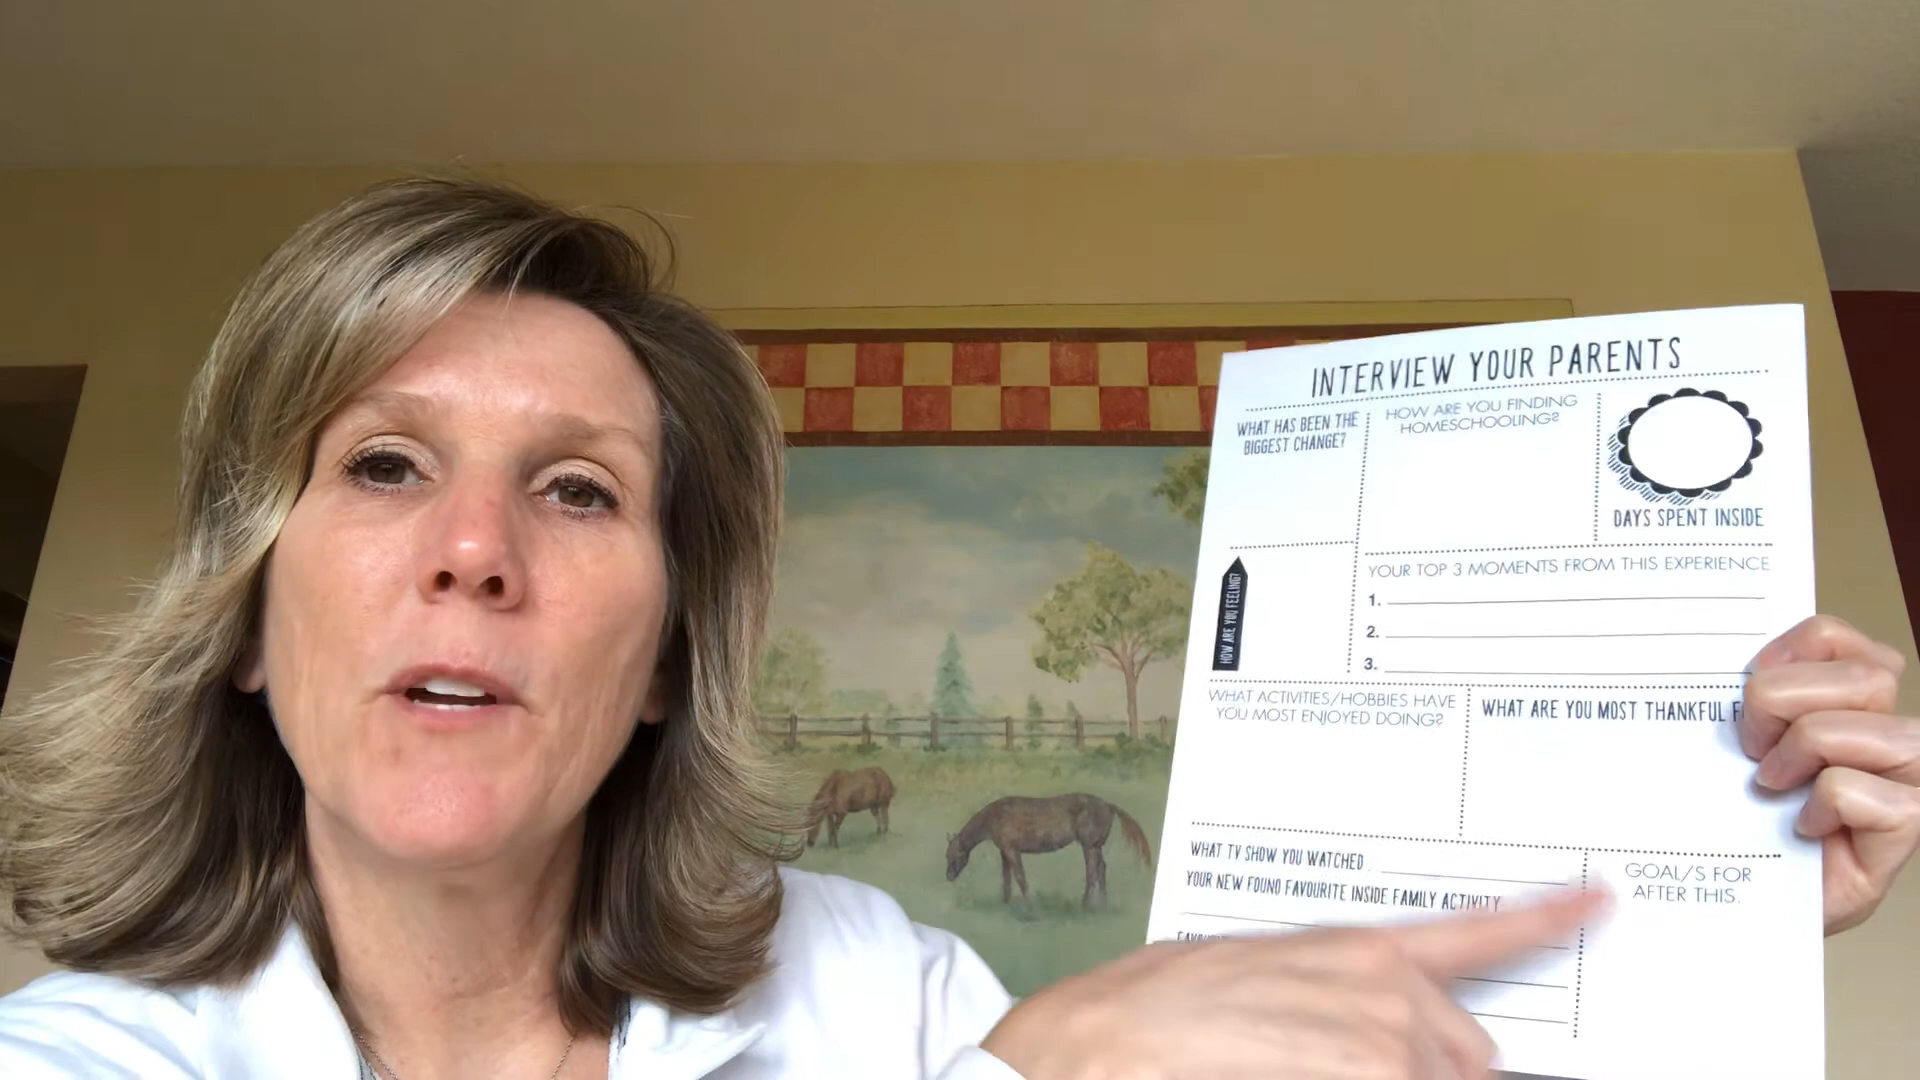 INTERVIEW YOUR PARENTS
WHAT HAS BEEN THE
BIGGEST CHANGE?
HOW ARE YOU FINDING
HOMESCHOOLING?
DAYS SPENT INSIDE
HOW ARE YOU FEELING?
YOUR TOP 3 MOMENTS FROM THIS EXPERIENCE
1.
2.
3.
WHAT ACTIVITIES/HOBBIES HAVE
YOU MOST ENJOYED DOING?
WHAT ARE YOU MOST THANKFUL
WHAT TV SHOW YOU WATCHED
YOUR NEW FOUND FAVOURITE INSIDE FAMILY ACTIVITY
GOAL/S FOR
AFTER THIS.